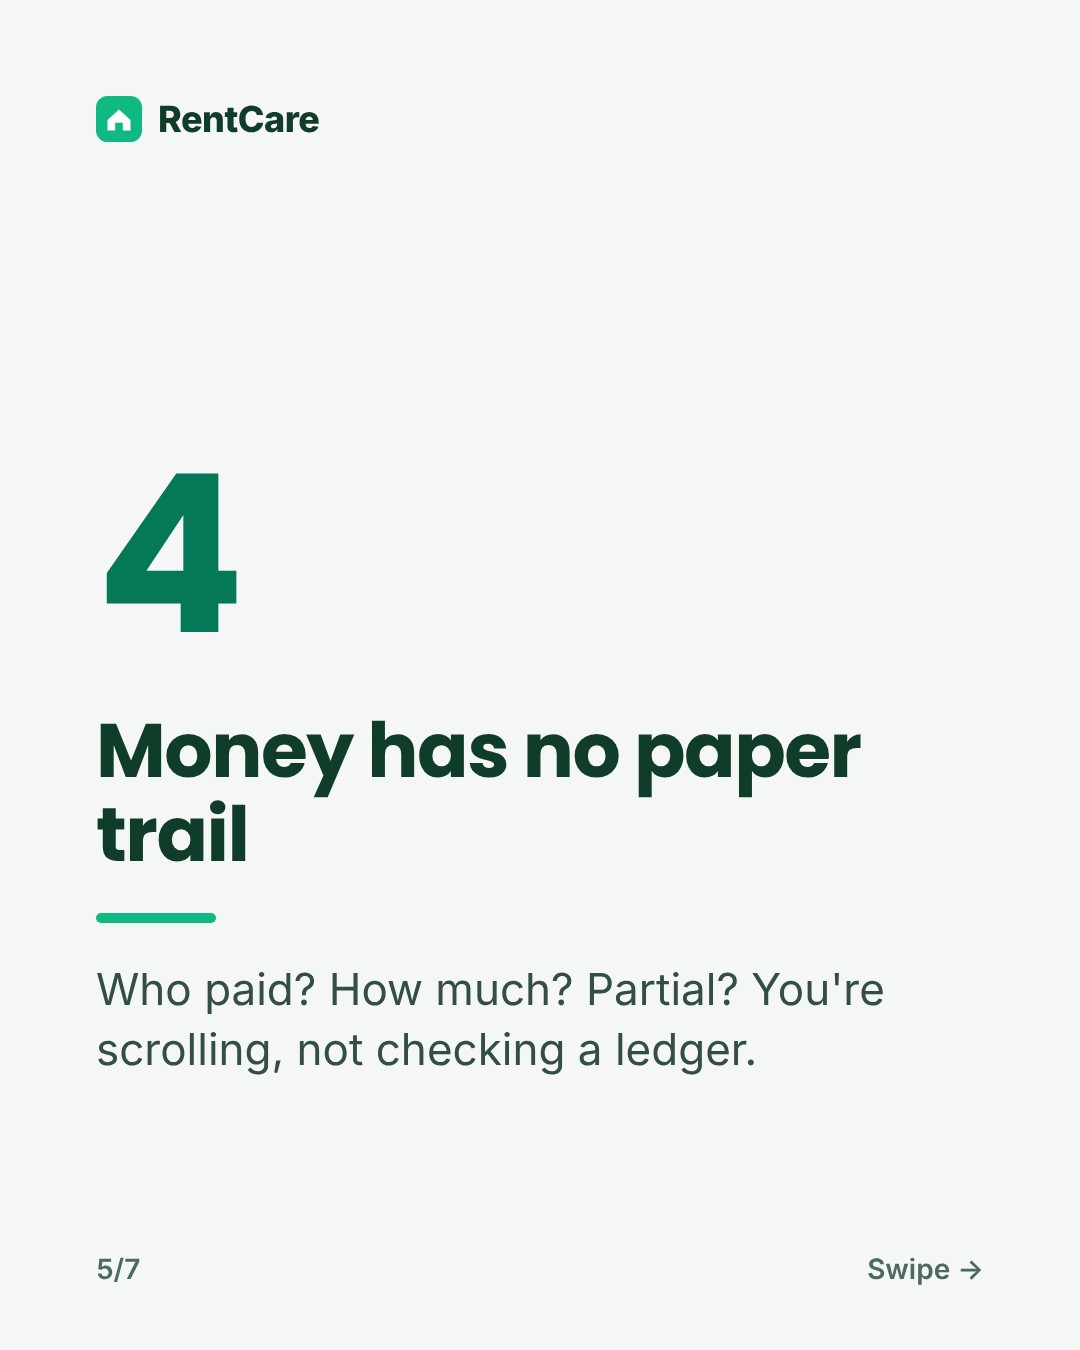 RentCare
4
Money has no paper
trail
Who paid? How much? Partial? You're
scrolling, not checking a ledger.
5/7
Swipe →